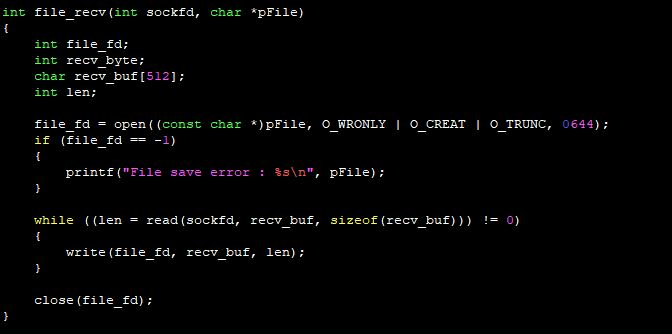 int file_recv(int sockfd, char *pFile)
{
    int file_fd;
    int recv_byte;
    char recv_buf[512];
    int len;

    file_fd = open((const char *)pFile, O_WRONLY | O_CREAT | O_TRUNC, 0644);
    if (file_fd == -1)
    {
        printf("File save error : %s\n", pFile);
    }

    while ((len = read(sockfd, recv_buf, sizeof(recv_buf))) != 0)
    {
        write(file_fd, recv_buf, len);
    }

    close(file_fd);
}